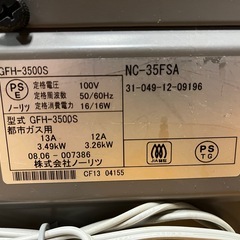 GFH-3500S
PS
E
定格電圧 100V
定格周波数 50/60Hz
定格消費電力 16/16W
NC-35FSA
31-049-12-09196
ノーリツ
型式 GFH-3500S
都市ガス用
13A 12A
3.49kW 3.26kW
08.06-007386
株式会社ノーリツ
PS
TG
CF13 04155